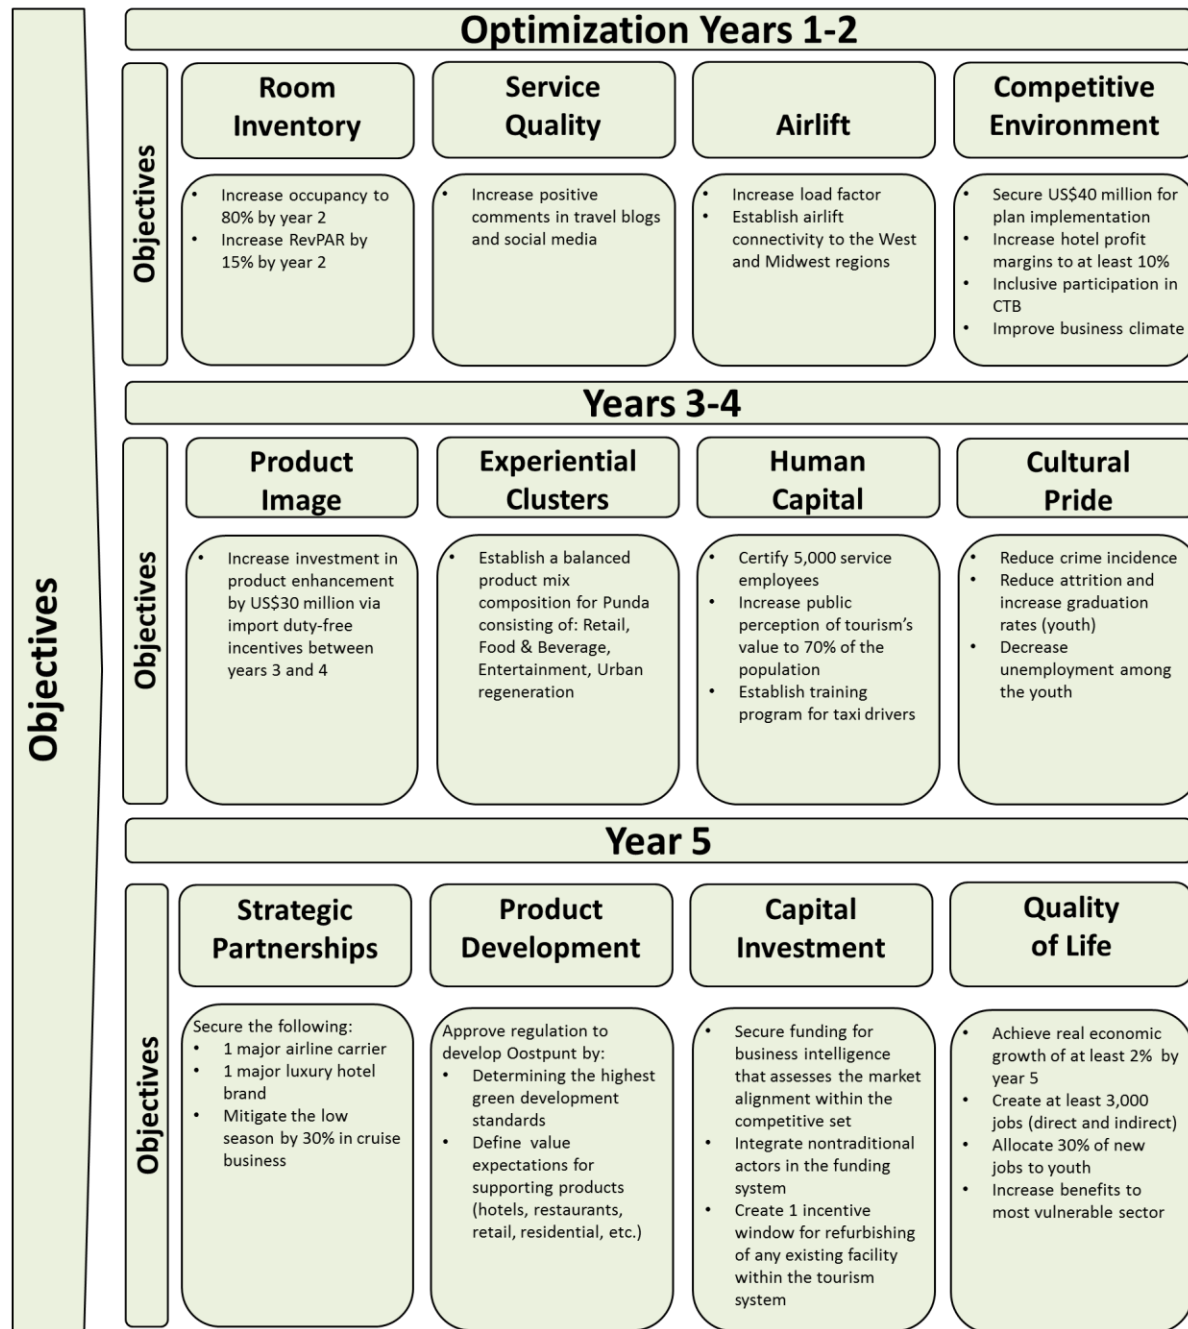 Objectives
Optimization Years 1-2
Objectives
Room
Inventory
• Increase occupancy to
80% by year 2
• Increase RevPAR by
15% by year 2
Service
Quality
• Increase positive
comments in travel blogs
and social media
Airlift
• Increase load factor
• Establish airlift
connectivity to the West
and Midwest regions
Competitive
Environment
• Secure US$40 million for
plan implementation
• Increase hotel profit
margins to at least 10%
• Inclusive participation in
CTB
• Improve business climate
Years 3-4
Objectives
Product
Image
• Increase investment in
product enhancement
by US$30 million via
import duty-free
incentives between
years 3 and 4
Experiential
Clusters
• Establish a balanced
product mix
composition for Punda
consisting of: Retail,
Food & Beverage,
Entertainment, Urban
regeneration
Human
Capital
• Certify 5,000 service
employees
• Increase public
perception of tourism's
value to 70% of the
population
• Establish training
program for taxi drivers
Cultural
Pride
• Reduce crime incidence
• Reduce attrition and
increase graduation
rates (youth)
• Decrease
unemployment among
the youth
Year 5
Objectives
Strategic
Partnerships
Secure the following:
• 1 major airline carrier
• 1 major luxury hotel
brand
• Mitigate the low
season by 30% in cruise
business
Product
Development
Approve regulation to
develop Oostpunt by:
• Determining the highest
green development
standards
• Define value
expectations for
supporting products
(hotels, restaurants,
retail, residential, etc.)
Capital
Investment
• Secure funding for
business intelligence
that assesses the market
alignment within the
competitive set
• Integrate nontraditional
actors in the funding
system
• Create 1 incentive
window for refurbishing
of any existing facility
within the tourism
system
Quality
of Life
• Achieve real economic
growth of at least 2% by
year 5
• Create at least 3,000
jobs (direct and indirect)
• Allocate 30% of new
jobs to youth
• Increase benefits to
most vulnerable sector